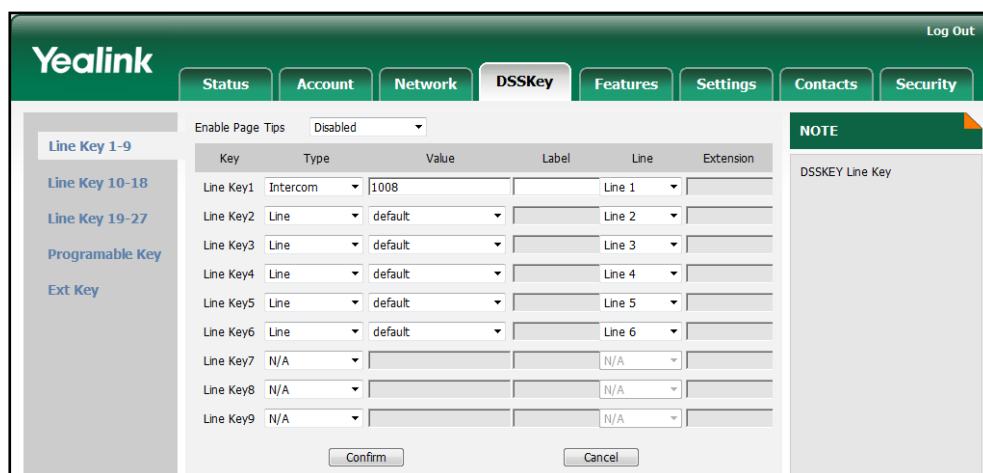 Log Out
Yealink
Status Account Network DSSKey Features Settings Contacts Security
Line Key 1-9
Line Key 10-18
Line Key 19-27
Programable Key
Ext Key
Enable Page Tips Disabled
Key Type Value Label Line Extension
Line Key1 Intercom 1008 Line 1
Line Key2 Line default Line 2
Line Key3 Line default Line 3
Line Key4 Line default Line 4
Line Key5 Line default Line 5
Line Key6 Line default Line 6
Line Key7 N/A N/A
Line Key8 N/A N/A
Line Key9 N/A N/A
Confirm Cancel
NOTE
DSSKEY Line Key